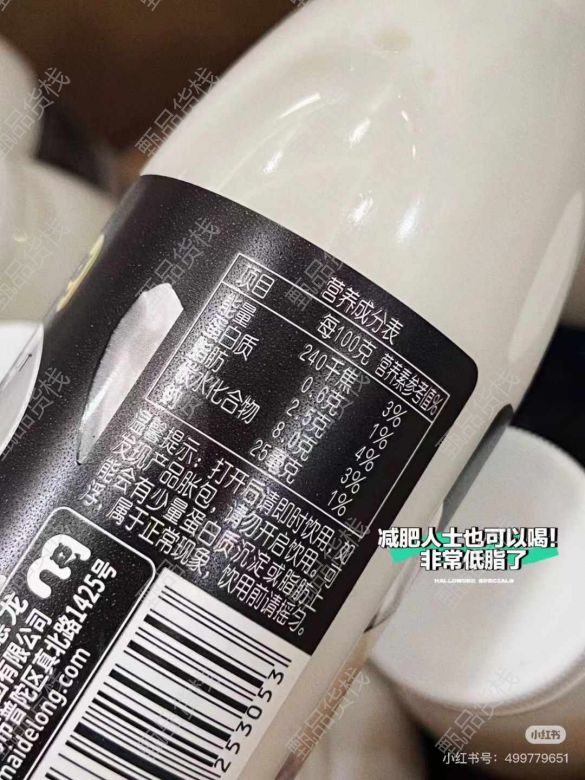 营养成分表
项目 每100克 营养素参考值%
能量 240千焦 3%
蛋白质 0.6克 1%
脂肪 2.5克 4%
碳水化合物 8.0克 3%
钠 25毫克 1%
温馨提示：打开后请即时饮用，如
发现产品胀包，请勿开启饮用。可
能会有少量蛋白质沉淀或脂肪上
浮，属于正常现象，饮用前请摇匀。
龙
有限公司
普陀区真北路1425号
maidelong.com
253053
减肥人士也可以喝!
非常低脂了
HALLOWEKO SPECIALS
甄品货栈
小红书
小红书号：499779651